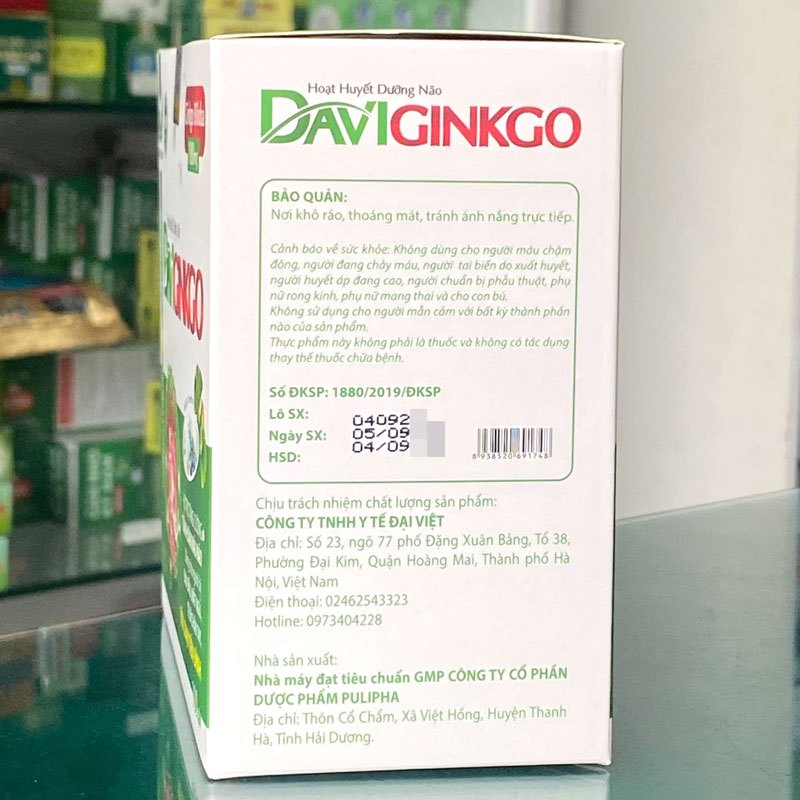 Hoạt Huyết Dưỡng Não
DAVIGINKGO
BẢO QUẢN:
Nơi khô ráo, thoáng mát, tránh ánh nắng trực tiếp.
Cảnh báo về sức khỏe: Không dùng cho người máu chậm
đông, người đang chảy máu, người tai biến do xuất huyết,
người huyết áp đang cao, người chuẩn bị phẫu thuật, phụ
nữ rong kinh, phụ nữ mang thai và cho con bú.
Không sử dụng cho người mẫn cảm với bất kỳ thành phần
nào của sản phẩm.
Thực phẩm này không phải là thuốc và không có tác dụng
thay thế thuốc chữa bệnh.
Số ĐKSP: 1880/2019/ĐKSP
Lô SX: 04092
Ngày SX: 05/09
HSD: 04/09
8 938520 691748
Chịu trách nhiệm chất lượng sản phẩm:
CÔNG TY TNHH Y TẾ ĐẠI VIỆT
Địa chỉ: Số 23, ngõ 77 phố Đặng Xuân Bảng, Tổ 38,
Phường Đại Kim, Quận Hoàng Mai, Thành phố Hà
Nội, Việt Nam
Điện thoại: 02462543323
Hotline: 0973404228
Nhà sản xuất:
Nhà máy đạt tiêu chuẩn GMP CÔNG TY CỔ PHẦN
DƯỢC PHẨM PULIPHA
Địa chỉ: Thôn Cổ Chẩm, Xã Việt Hồng, Huyện Thanh
Hà, Tỉnh Hải Dương.
DAVIGINKGO